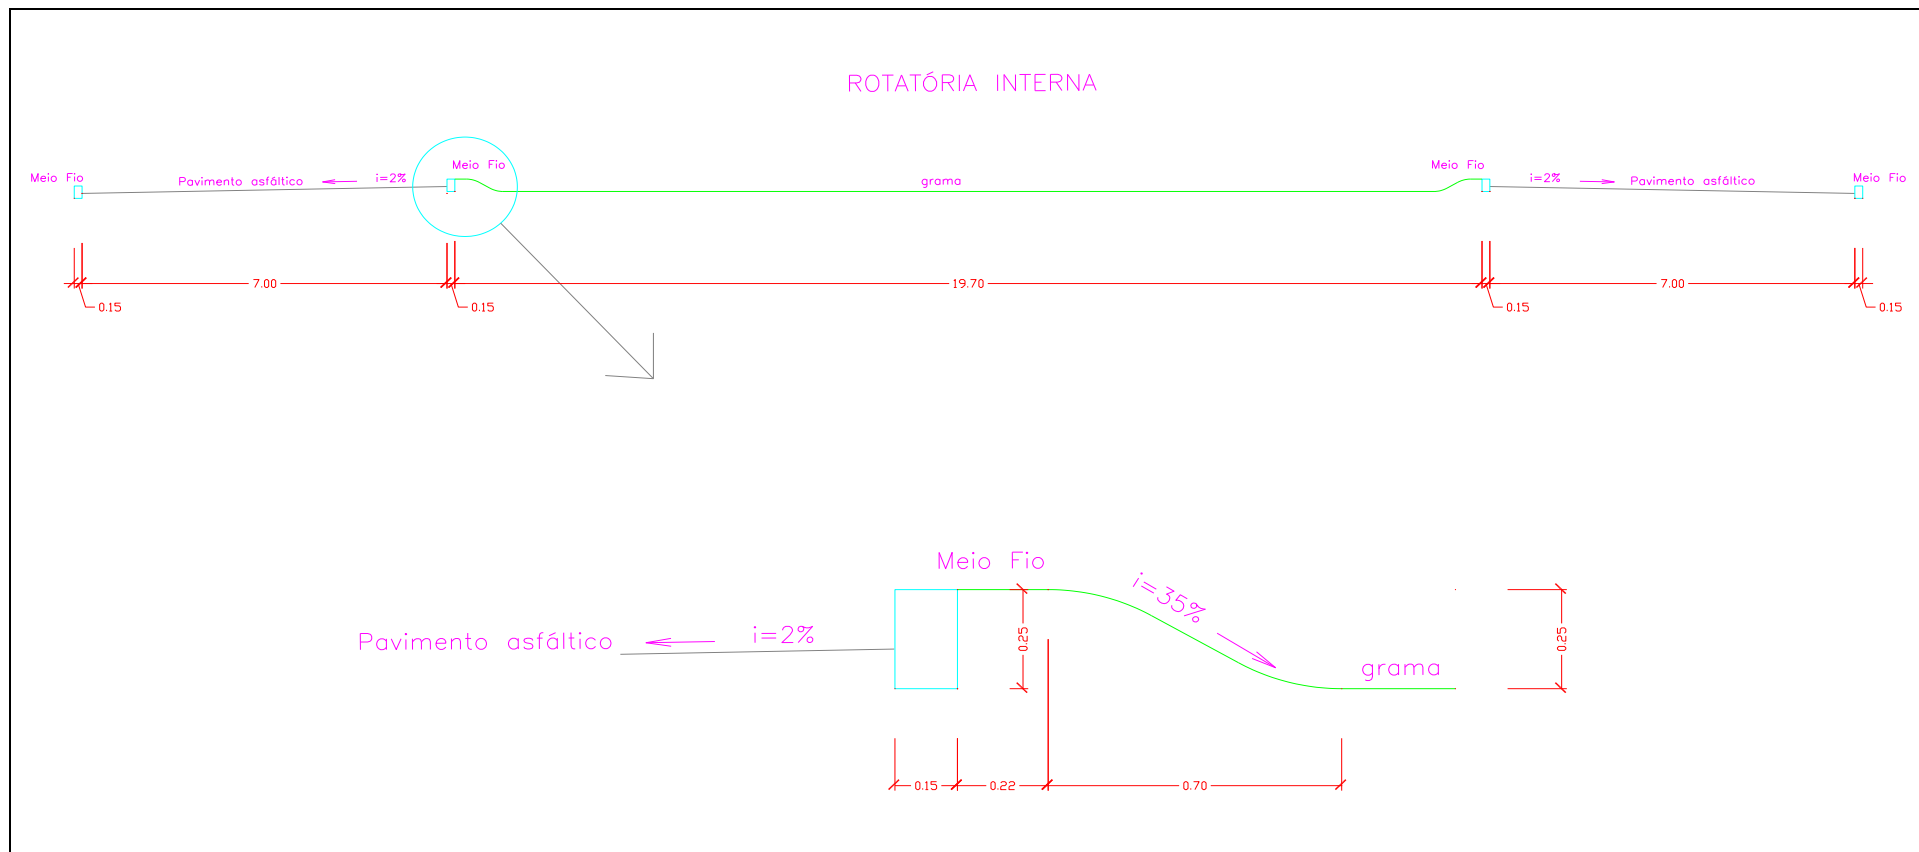 ROTATÓRIA INTERNA
Meio Fio
Pavimento asfáltico
i=2%
Meio Fio
grama
Meio Fio
i=2%
Pavimento asfáltico
Meio Fio
7.00
19.70
7.00
0.15
0.15
0.15
0.15
Meio Fio
i=35%
Pavimento asfáltico
i=2%
0.25
0.25
grama
0.15
0.22
0.70